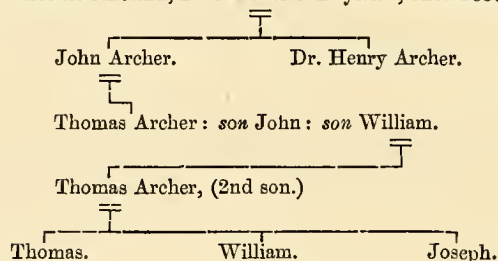 John Archer. Dr. Henry Archer.
Thomas Archer: son John: son William.
Thomas Archer, (2nd son.)
Thomas. William. Joseph.